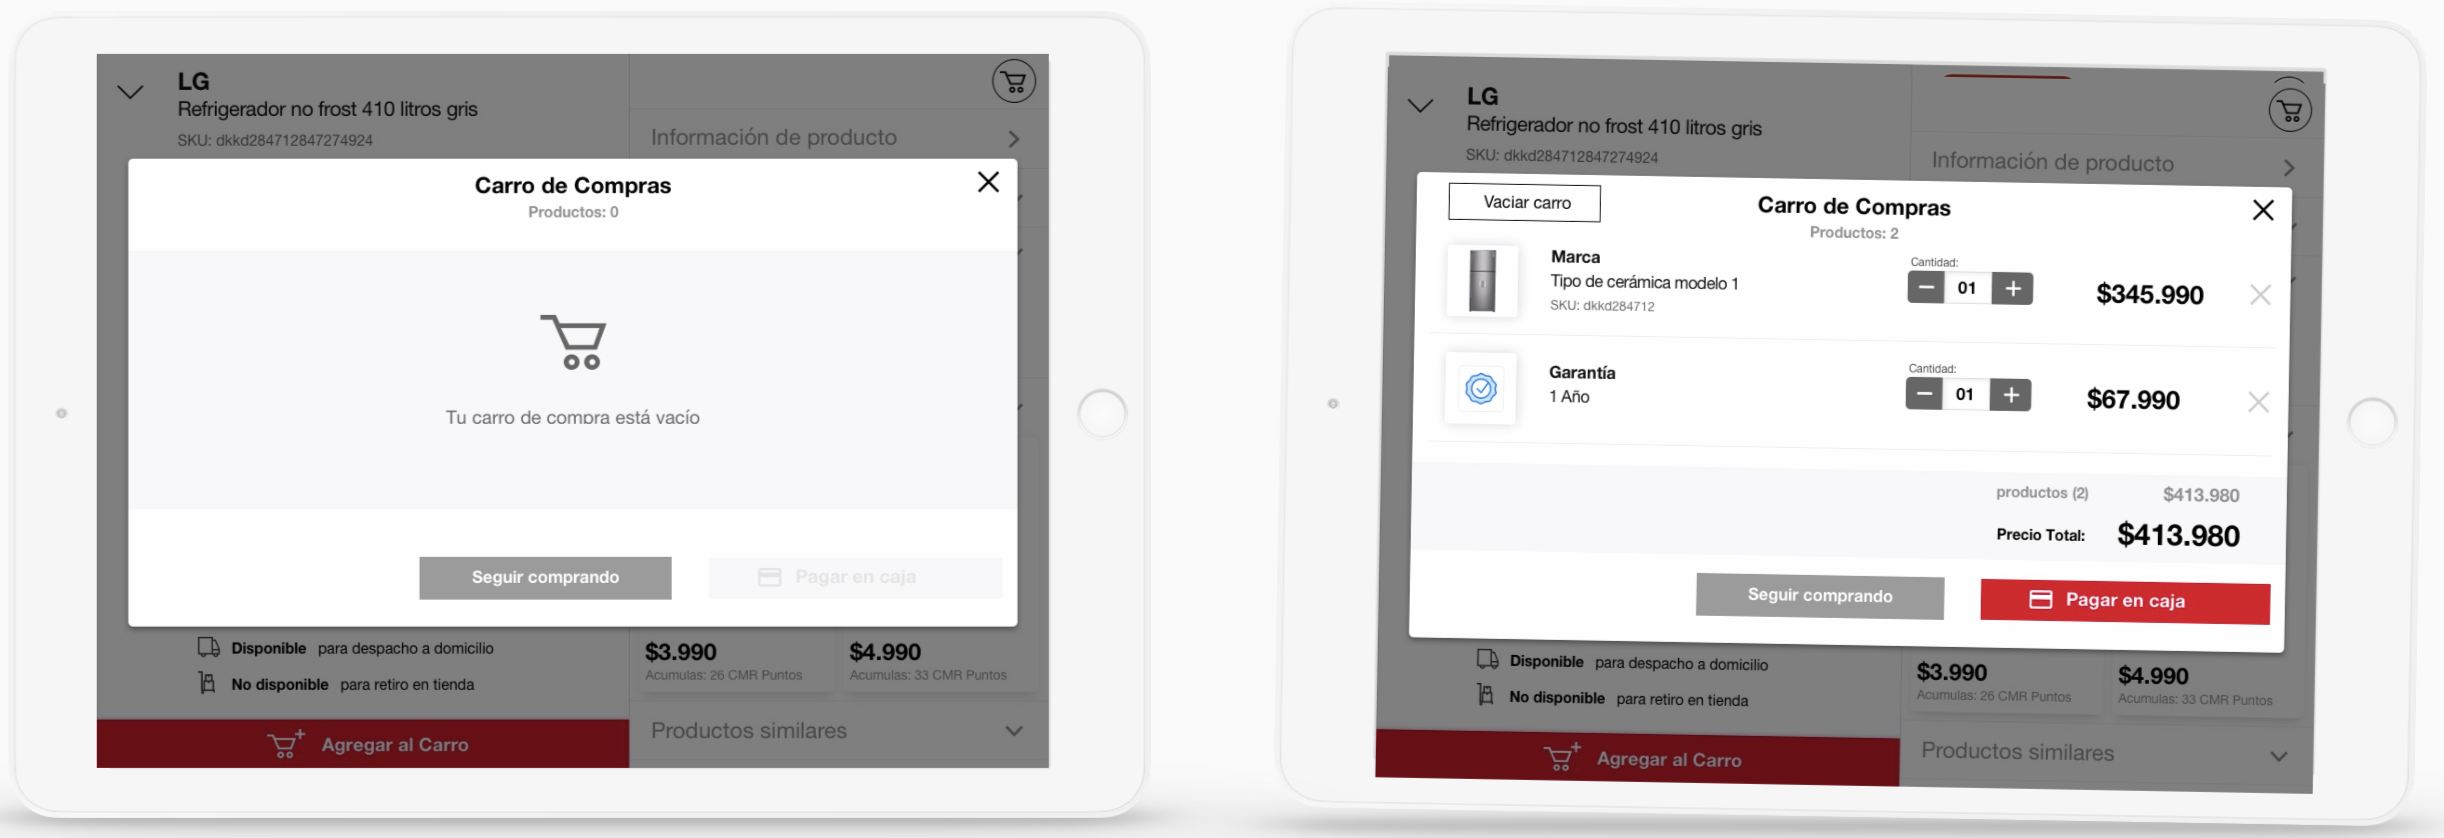 LG
Refrigerador no frost 410 litros gris
SKU: dkkd284712847274924
Información de producto
Carro de Compras
Productos: 0
Tu carro de compra está vacío
Seguir comprando
Pagar en caja
Disponible para despacho a domicilio
No disponible para retiro en tienda
$3.990
Acumulas: 26 CMR Puntos
$4.990
Acumulas: 33 CMR Puntos
Agregar al Carro
Productos similares
LG
Refrigerador no frost 410 litros gris
SKU: dkkd284712847274924
Información de producto
Vaciar carro
Carro de Compras
Productos: 2
Marca
Tipo de cerámica modelo 1
SKU: dkkd284712
Cantidad:
01
$345.990
Garantía
1 Año
Cantidad:
01
$67.990
productos (2) $413.980
Precio Total: $413.980
Seguir comprando
Pagar en caja
Disponible para despacho a domicilio
No disponible para retiro en tienda
$3.990
Acumulas: 26 CMR Puntos
$4.990
Acumulas: 33 CMR Puntos
Agregar al Carro
Productos similares